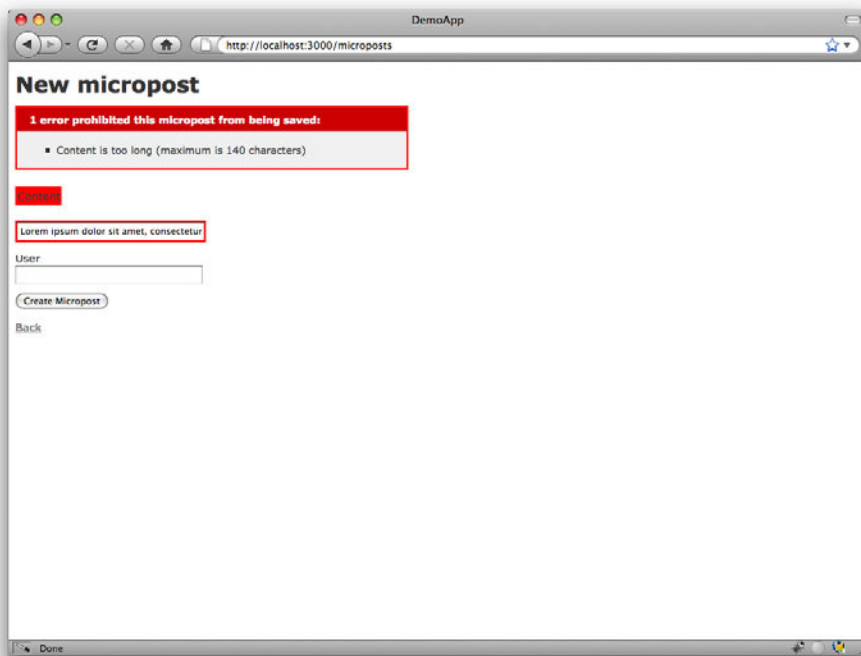 DemoApp
http://localhost:3000/microposts
New micropost
1 error prohibited this micropost from being saved:
Content is too long (maximum is 140 characters)
Content
Lorem ipsum dolor sit amet, consectetur
User
Create Micropost
Back
Done